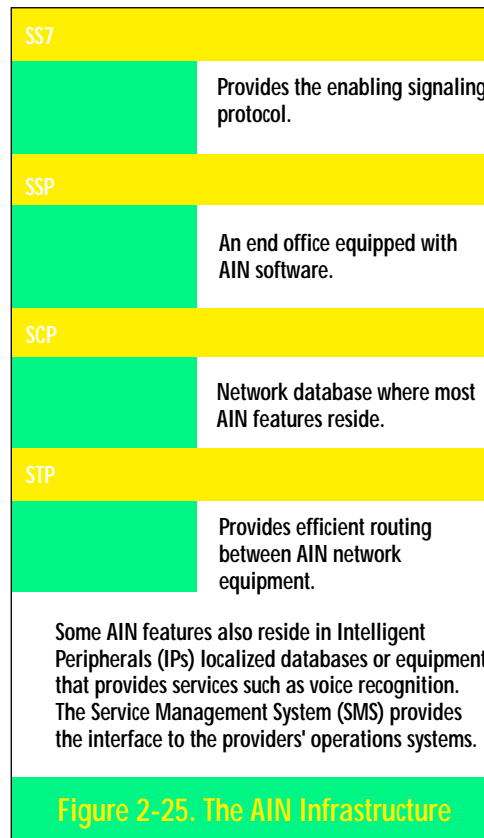 SS7
Provides the enabling signaling
protocol.
SSP
An end office equipped with
AIN software.
SCP
Network database where most
AIN features reside.
STP
Provides efficient routing
between AIN network
equipment.
Some AIN features also reside in Intelligent
Peripherals (IPs) localized databases or equipment
that provides services such as voice recognition.
The Service Management System (SMS) provides
the interface to the providers' operations systems.
Figure 2-25. The AIN Infrastructure